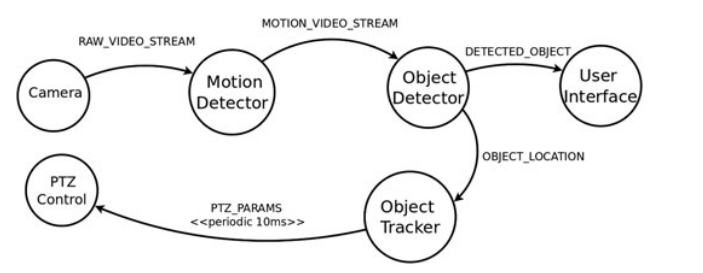 MOTION_VIDEO_STREAM
RAW_VIDEO_STREAM
DETECTED_OBJECT
Camera
Motion
Detector
Object
Detector
User
Interface
OBJECT_LOCATION
PTZ
Control
PTZ_PARAMS
<<periodic 10ms>>
Object
Tracker